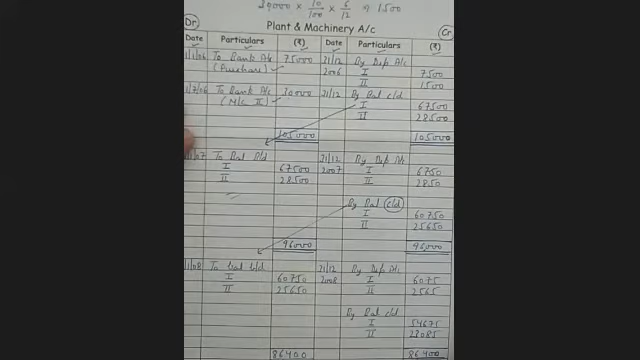 30000 × 10/100 × 6/12 = 1500
Dr Plant & Machinery A/c Cr
Date Particulars (₹) Date Particulars (₹)
1/1/06 To Bank A/c 75000 31/12 By Dep A/c
(Purchase) 2006 I 7500
II 1500
1/7/06 To Bank A/c 30000 31/12 By Bal c/d
(M/c II) I 67500
II 28500
105000 105000
1/1/07 To Bal b/d 31/12 By Dep A/c
I 67500 2007 I 6750
II 28500 II 2850
By Bal c/d
I 60750
II 25650
96000 96000
1/1/08 To Bal b/d 31/12 By Dep A/c
I 60750 2008 I 6075
II 25650 II 2565
By Bal c/d
I 54675
II 23085
86400 86400